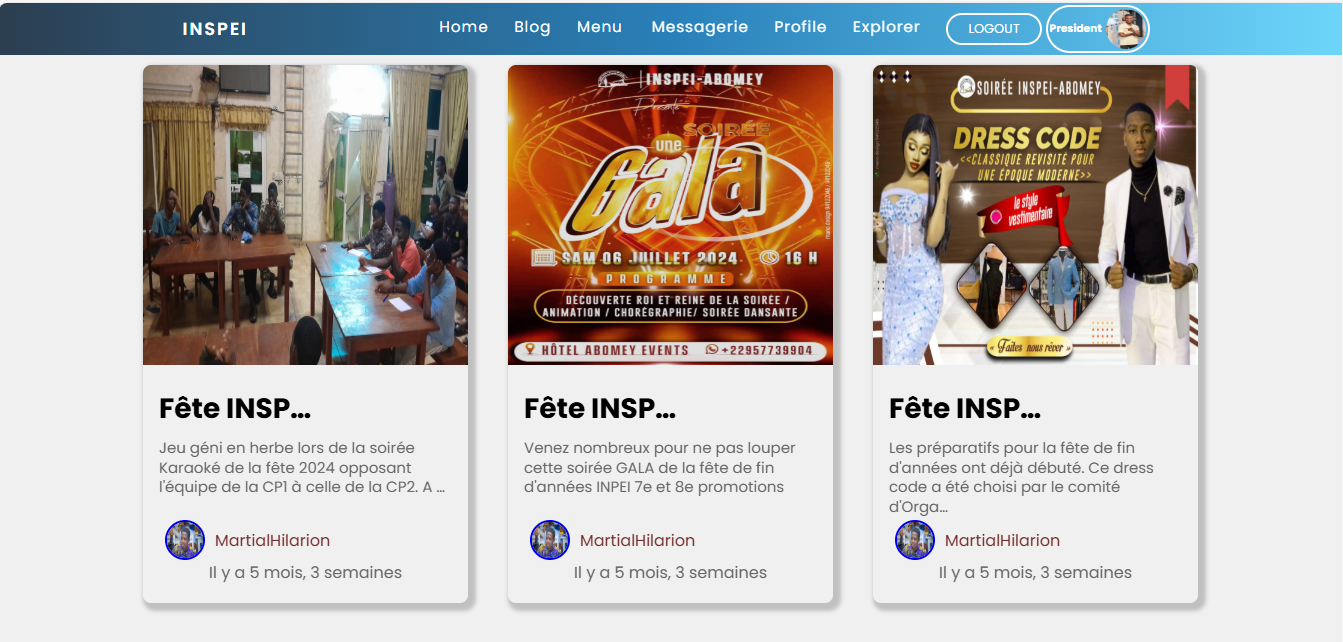 INSPEI
Home Blog Menu Messagerie Profile Explorer LOGOUT President
INSPEI-ABOMEY
Présente
SOIRÉE
une
Gala
SAM 06 JUILLET 2024 16 H
PROGRAMME
DÉCOUVERTE ROI ET REINE DE LA SOIRÉE /
ANIMATION / CHORÉGRAPHIE/ SOIRÉE DANSANTE
HÔTEL ABOMEY EVENTS +22957739904
SOIRÉE INSPEI-ABOMEY
DRESS CODE
<<CLASSIQUE REVISITÉ POUR
UNE ÉPOQUE MODERNE>>
le style
vestimentaire
« Faites nous rêver »
Fête INSP...
Jeu géni en herbe lors de la soirée
Karaoké de la fête 2024 opposant
l'équipe de la CP1 à celle de la CP2. A ...
MartialHilarion
Il y a 5 mois, 3 semaines
Fête INSP...
Venez nombreux pour ne pas louper
cette soirée GALA de la fête de fin
d'années INPEI 7e et 8e promotions
MartialHilarion
Il y a 5 mois, 3 semaines
Fête INSP...
Les préparatifs pour la fête de fin
d'années ont déjà débuté. Ce dress
code a été choisi par le comité
d'Orga...
MartialHilarion
Il y a 5 mois, 3 semaines